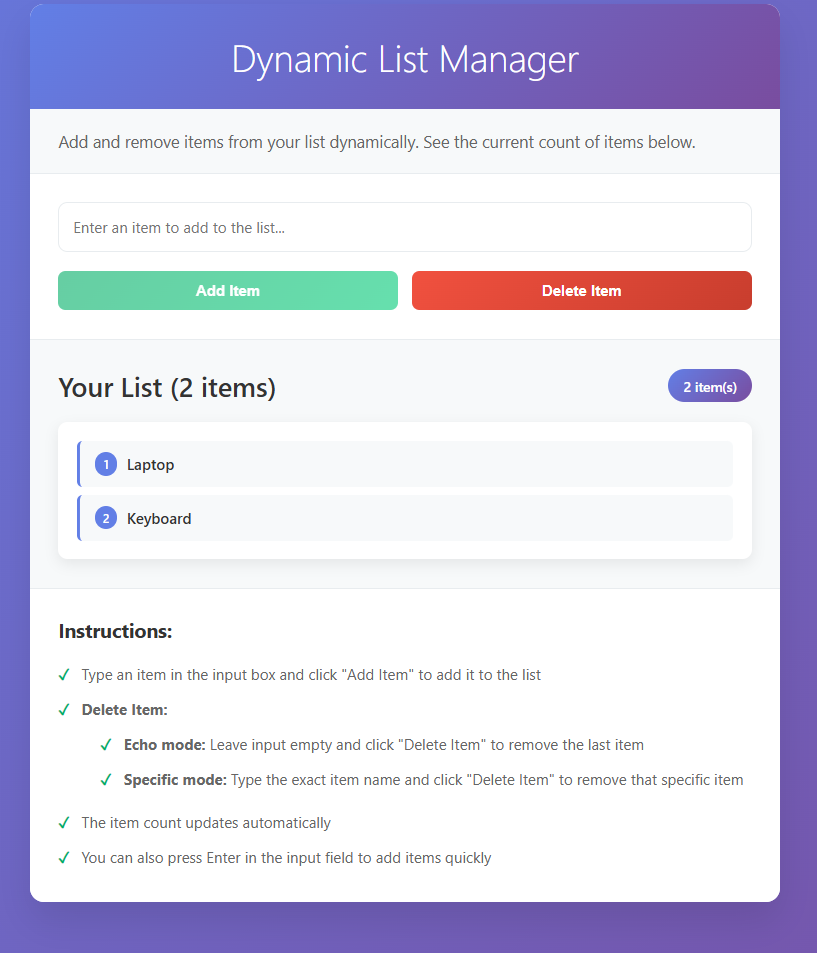 Dynamic List Manager
Add and remove items from your list dynamically. See the current count of items below.
Enter an item to add to the list...
Add Item
Delete Item
Your List (2 items)
2 item(s)
1 Laptop
2 Keyboard
Instructions:
✓ Type an item in the input box and click "Add Item" to add it to the list
✓ Delete Item:
✓ Echo mode: Leave input empty and click "Delete Item" to remove the last item
✓ Specific mode: Type the exact item name and click "Delete Item" to remove that specific item
✓ The item count updates automatically
✓ You can also press Enter in the input field to add items quickly